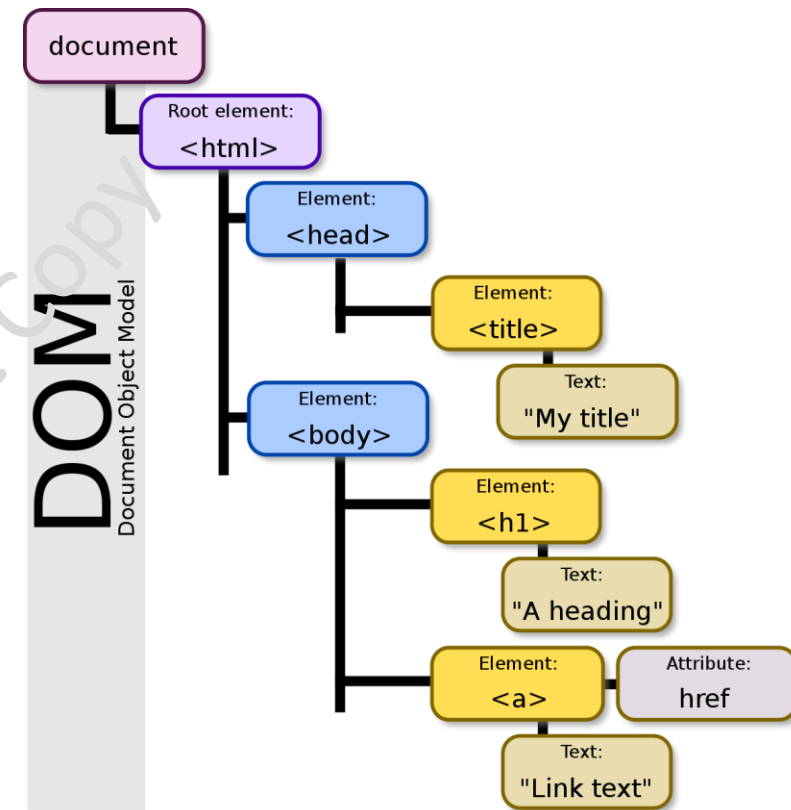 document
Root element:
<html>
Element:
<head>
Element:
<title>
Text:
"My title"
Element:
<body>
Element:
<h1>
Text:
"A heading"
Element:
<a>
Attribute:
href
Text:
"Link text"
DOM
Document Object Model
Copy